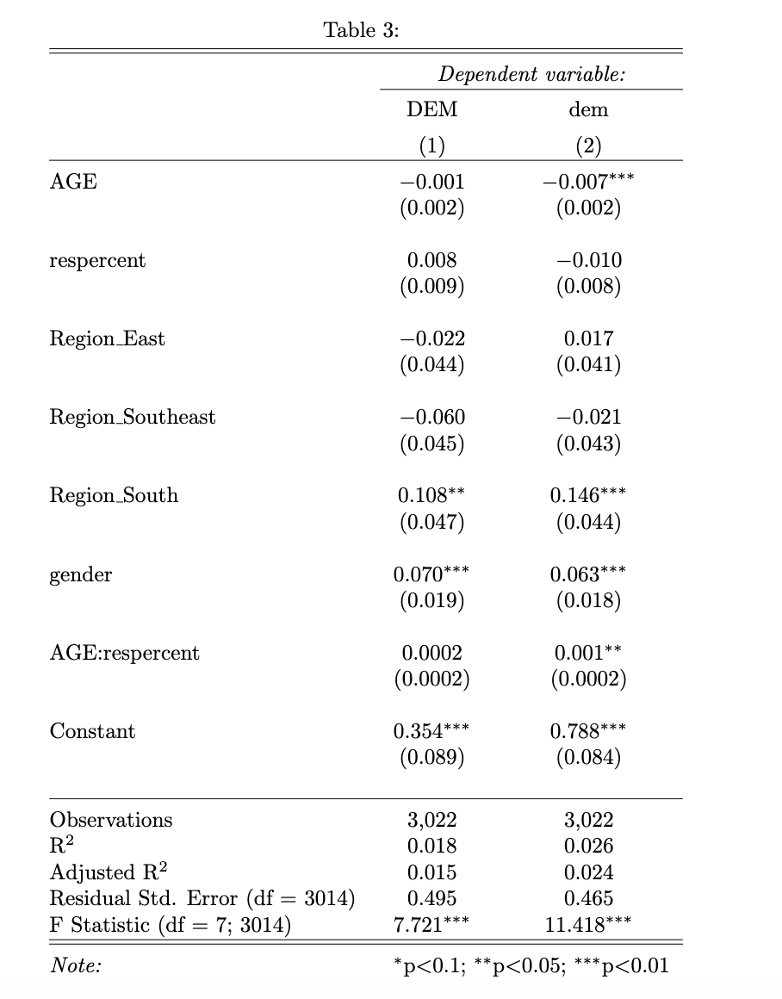 Table 3:
Dependent variable:
DEM dem
(1) (2)
AGE −0.001 −0.007***
(0.002) (0.002)
respercent 0.008 −0.010
(0.009) (0.008)
Region_East −0.022 0.017
(0.044) (0.041)
Region_Southeast −0.060 −0.021
(0.045) (0.043)
Region_South 0.108** 0.146***
(0.047) (0.044)
gender 0.070*** 0.063***
(0.019) (0.018)
AGE:respercent 0.0002 0.001**
(0.0002) (0.0002)
Constant 0.354*** 0.788***
(0.089) (0.084)
Observations 3,022 3,022
R² 0.018 0.026
Adjusted R² 0.015 0.024
Residual Std. Error (df = 3014) 0.495 0.465
F Statistic (df = 7; 3014) 7.721*** 11.418***
Note: *p<0.1; **p<0.05; ***p<0.01